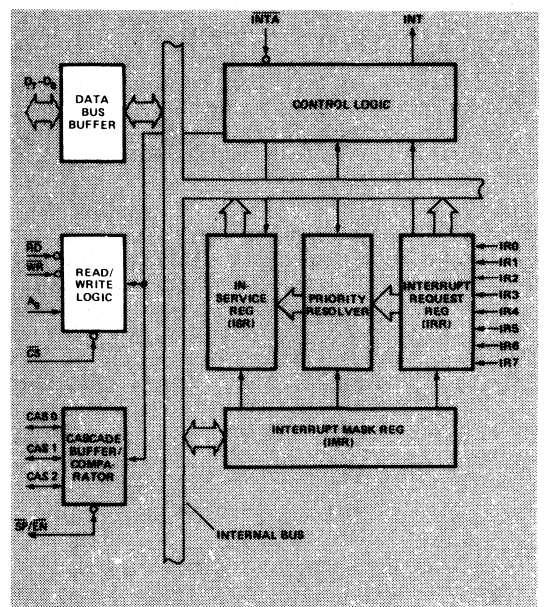 INTA
INT
D7-D0
DATA
BUS
BUFFER
CONTROL LOGIC
RD
WR
A0
CS
READ/
WRITE
LOGIC
IN-
SERVICE
REG
(ISR)
PRIORITY
RESOLVER
INTERRUPT
REQUEST
REG
(IRR)
IR0
IR1
IR2
IR3
IR4
IR5
IR6
IR7
CAS 0
CAS 1
CAS 2
CASCADE
BUFFER/
COMPA-
RATOR
SP/EN
INTERRUPT MASK REG
(IMR)
INTERNAL BUS